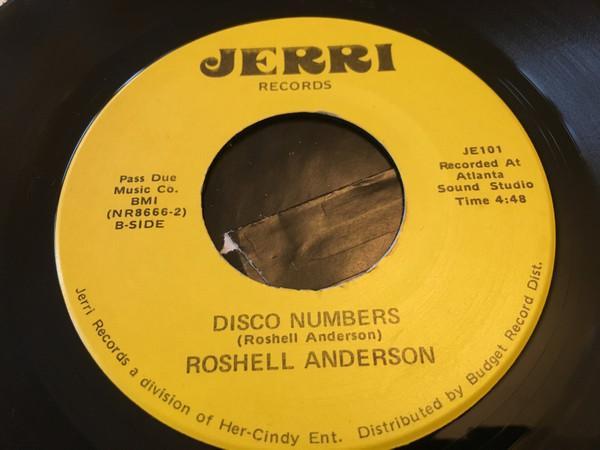 JERRI
RECORDS
Pass Due
Music Co.
BMI
(NR8666-2)
B-SIDE
JE101
Recorded At
Atlanta
Sound Studio
Time 4:48
DISCO NUMBERS
(Roshell Anderson)
ROSHELL ANDERSON
Jerri Records a division of Her-Cindy Ent. Distributed by Budget Record Dist.